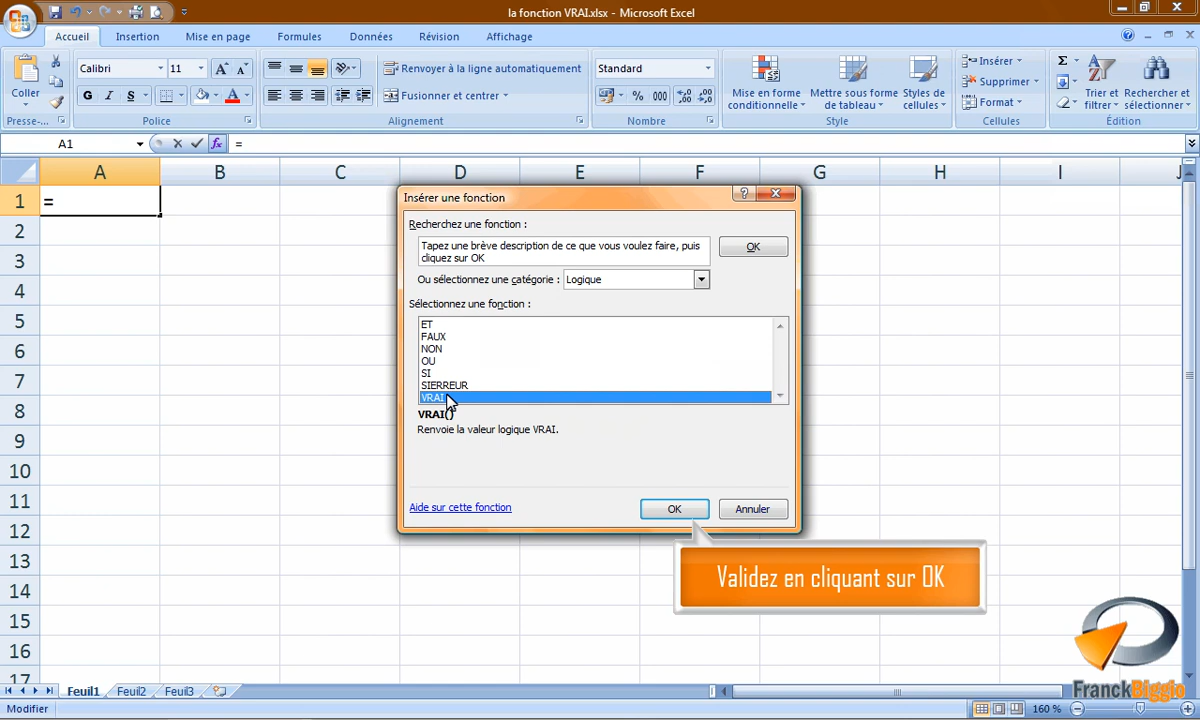 la fonction VRAI.xlsx - Microsoft Excel
Accueil Insertion Mise en page Formules Données Révision Affichage
Coller
Calibri 11
G I S
Presse-... Police
Renvoyer à la ligne automatiquement
Fusionner et centrer
Alignement
Standard
% 000
Nombre
Mise en forme conditionnelle
Mettre sous forme de tableau
Styles de cellules
Style
Insérer
Supprimer
Format
Cellules
Σ
Trier et filtrer
Rechercher et sélectionner
Édition
A1 fx =
A B C D E F G H I J
1 =
2
3
4
5
6
7
8
9
10
11
12
13
14
15
16
17
Insérer une fonction
Recherchez une fonction :
Tapez une brève description de ce que vous voulez faire, puis
cliquez sur OK
OK
Ou sélectionnez une catégorie : Logique
Sélectionnez une fonction :
ET
FAUX
NON
OU
SI
SIERREUR
VRAI
VRAI()
Renvoie la valeur logique VRAI.
Aide sur cette fonction OK Annuler
Validez en cliquant sur OK
FranckBiggio
Feuil1 Feuil2 Feuil3
Modifier 160 %